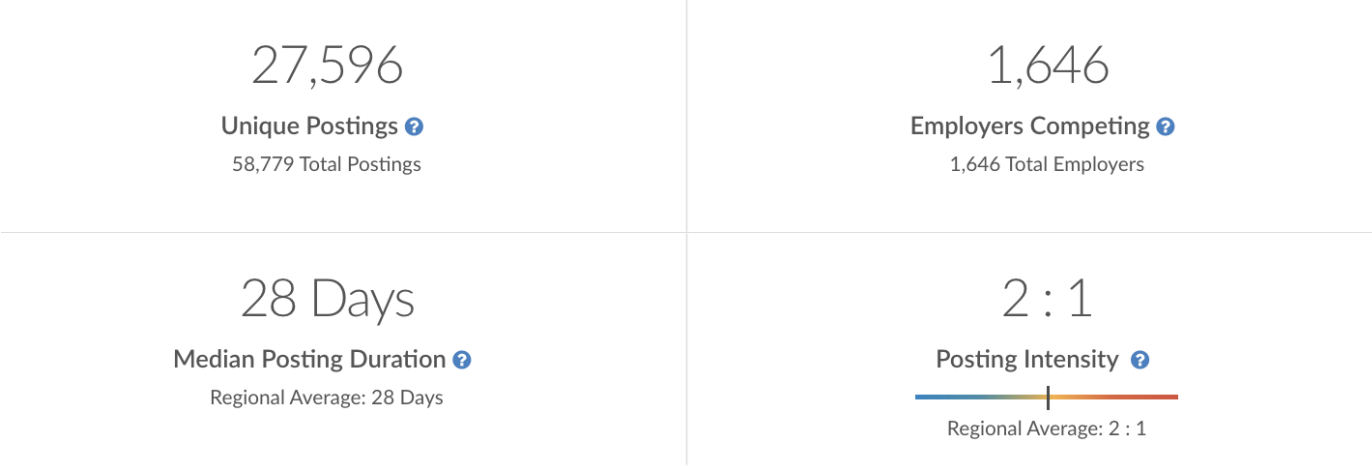 27,596
Unique Postings ?
58,779 Total Postings
1,646
Employers Competing ?
1,646 Total Employers
28 Days
Median Posting Duration ?
Regional Average: 28 Days
2 : 1
Posting Intensity ?
Regional Average: 2 : 1